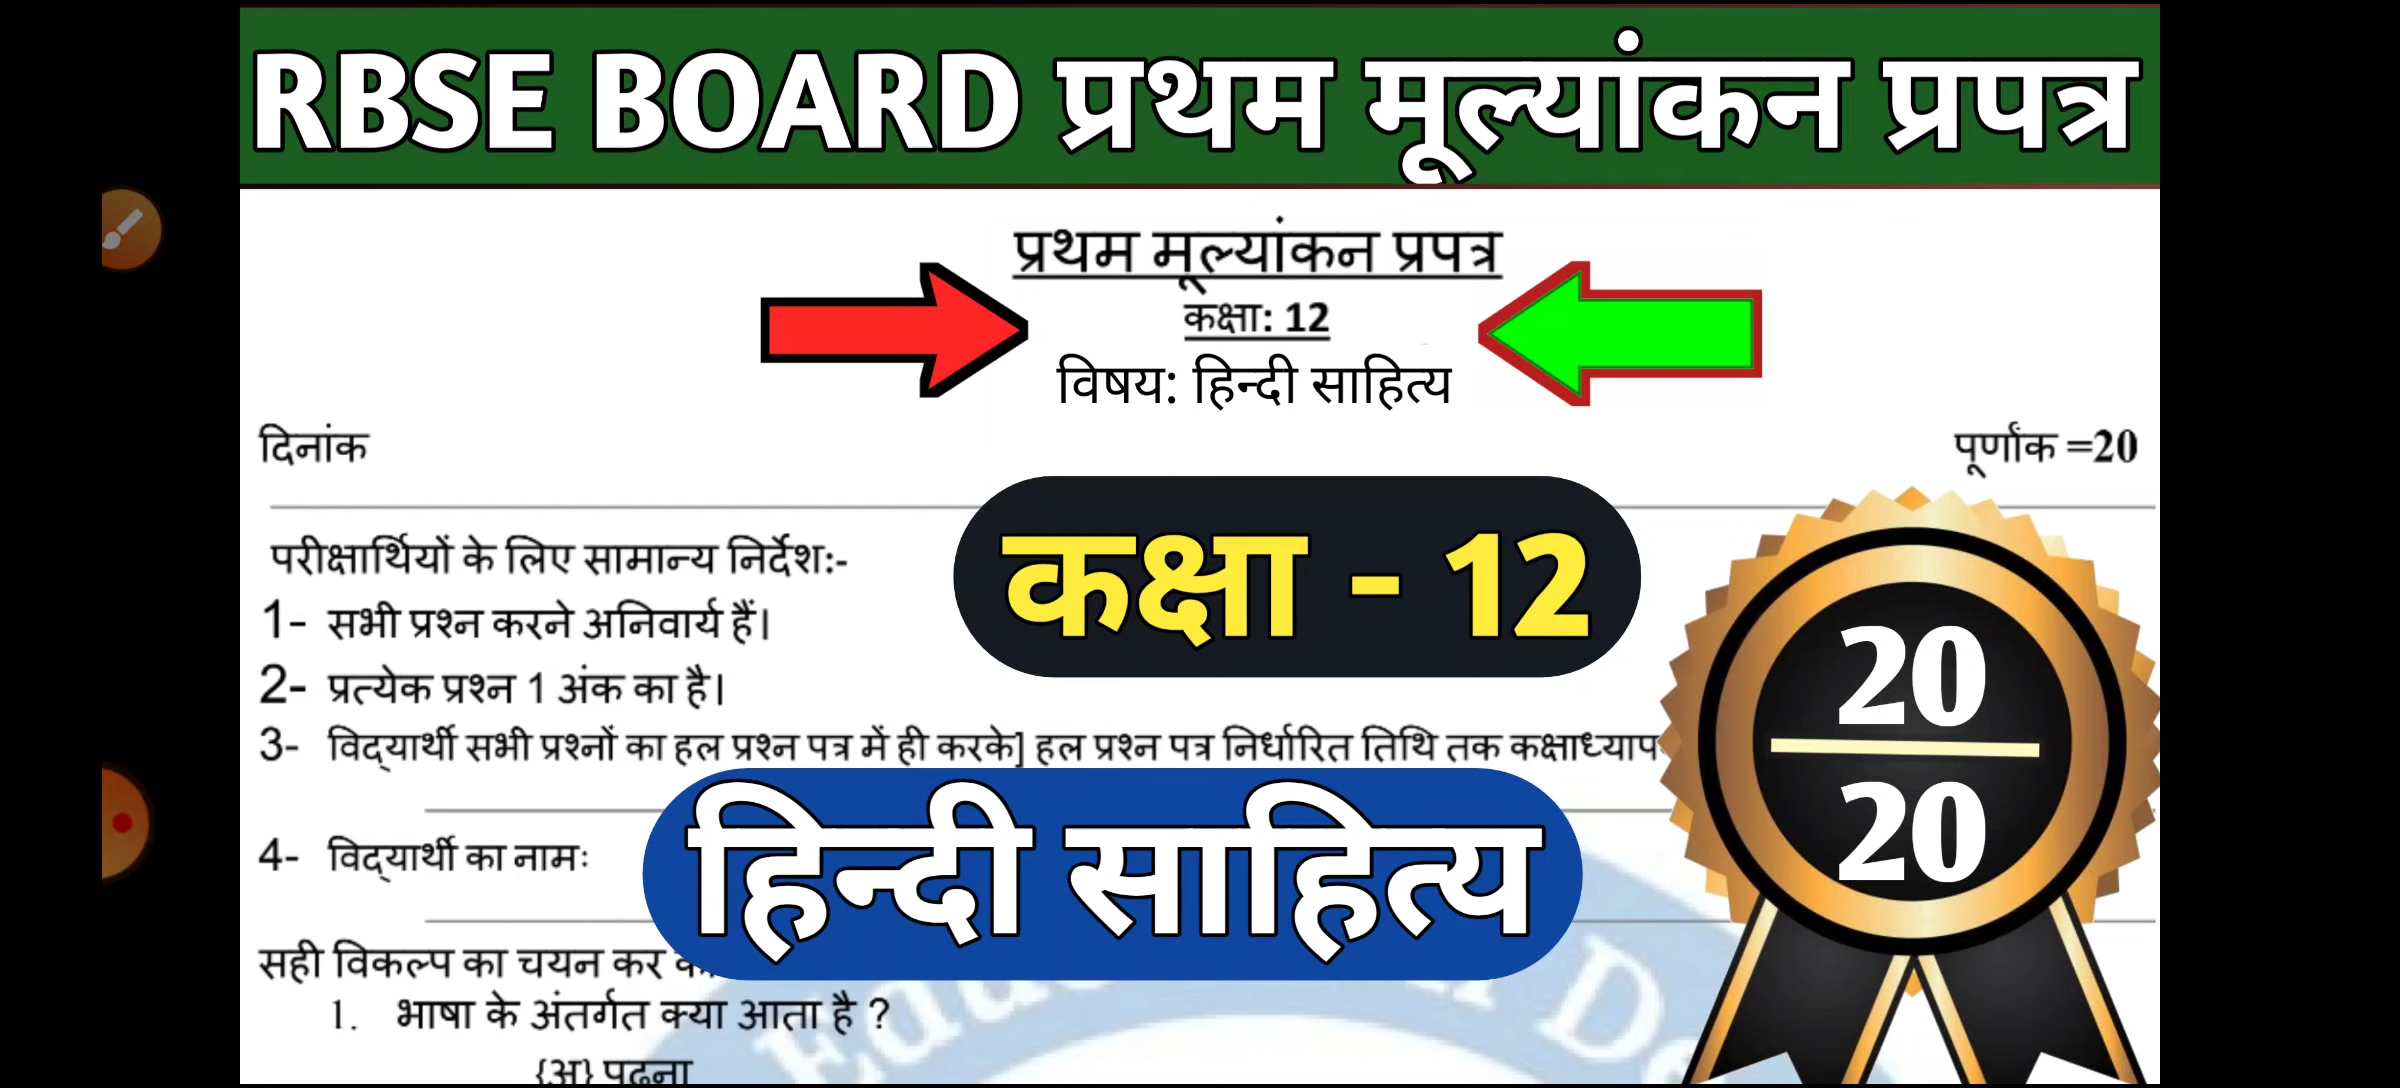 RBSE BOARD प्रथम मूल्यांकन प्रपत्र
प्रथम मूल्यांकन प्रपत्र
कक्षा: 12
विषय: हिन्दी साहित्य
दिनांक
पूर्णांक =20
परीक्षार्थियों के लिए सामान्य निर्देश:-
कक्षा - 12
1- सभी प्रश्न करने अनिवार्य हैं।
2- प्रत्येक प्रश्न 1 अंक का है।
20
20
3- विद्यार्थी सभी प्रश्नों का हल प्रश्न पत्र में ही करके] हल प्रश्न पत्र निर्धारित तिथि तक
हिन्दी साहित्य
4- विद्यार्थी का नामः
सही विकल्प का चयन कर
1. भाषा के अंतर्गत क्या आता है ?
{अ} पढना